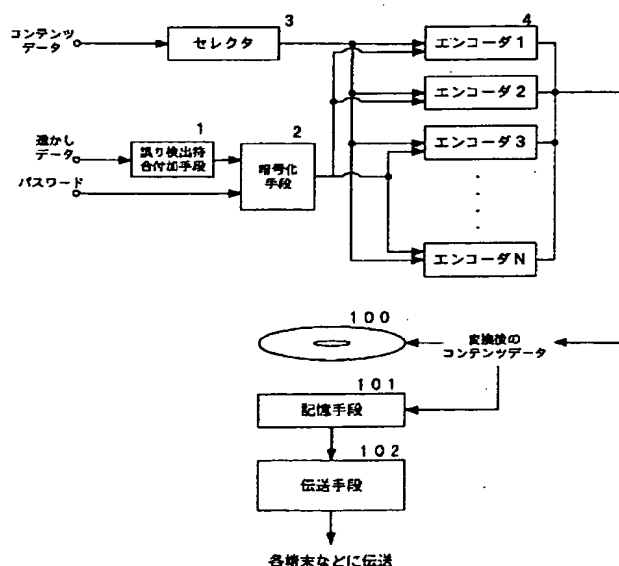 コンテンツ
データ
3
セレクタ
4
エンコーダ1
エンコーダ2
透かし
データ
1
誤り検出符
合付加手段
2
暗号化
手段
エンコーダ3
パスワード
エンコーダN
100
変換後の
コンテンツデータ
101
記憶手段
102
伝送手段
各端末などに伝送